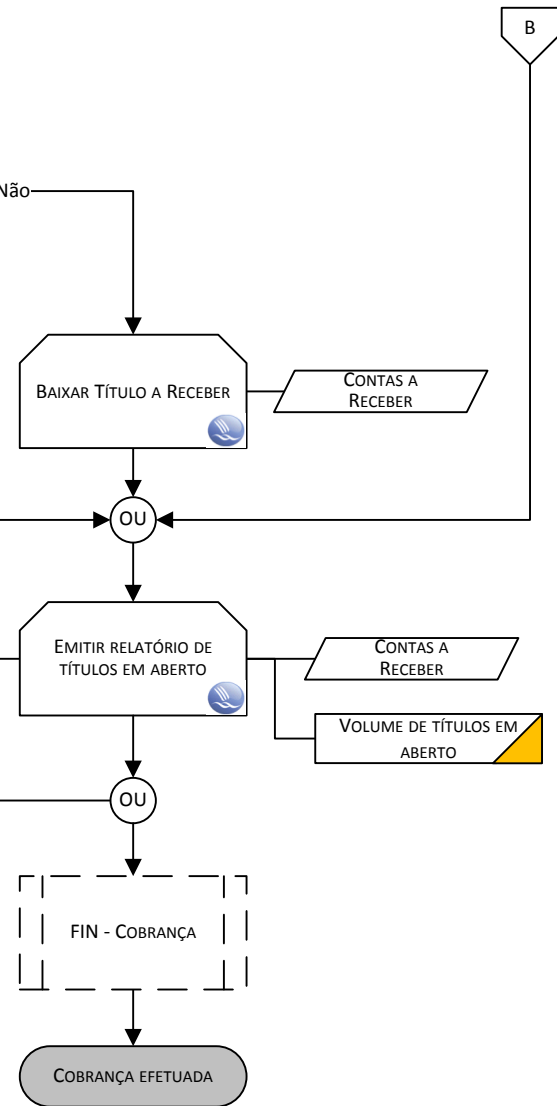 B
Não
BAIXAR TÍTULO A RECEBER
CONTAS A
RECEBER
OU
EMITIR RELATÓRIO DE
TÍTULOS EM ABERTO
CONTAS A
RECEBER
VOLUME DE TÍTULOS EM
ABERTO
OU
FIN - COBRANÇA
COBRANÇA EFETUADA